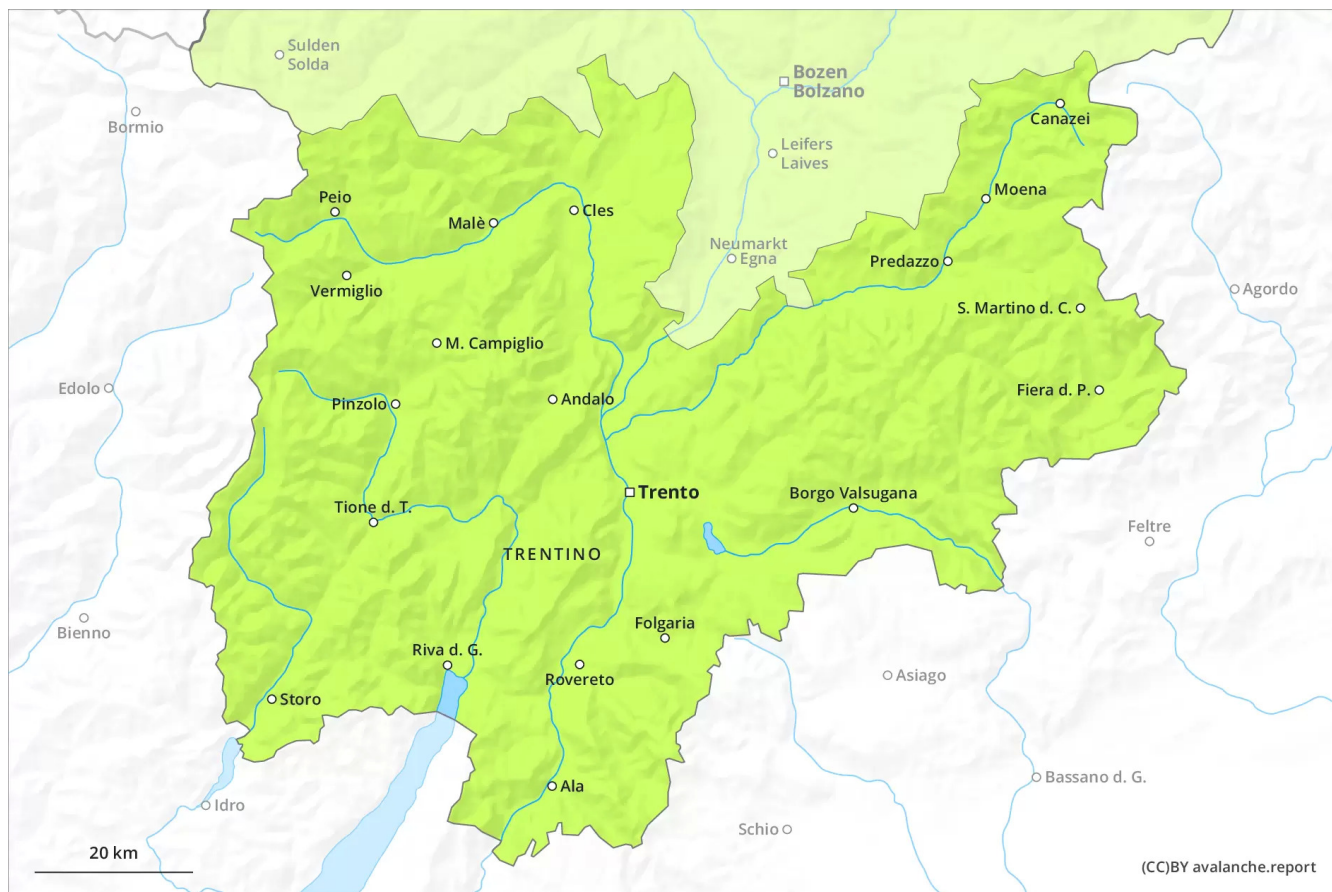 Sulden
Solda
Bozen
Bolzano
Bormio
Canazei
Leifers
Laives
Peio
Malè
Cles
Moena
Neumarkt
Egna
Predazzo
Vermiglio
Agordo
S. Martino d. C.
M. Campiglio
Edolo
Andalo
Fiera d. P.
Pinzolo
Trento
Borgo Valsugana
Tione d. T.
Feltre
TRENTINO
Bienno
Folgaria
Riva d. G.
Asiago
Rovereto
Storo
Bassano d. G.
Ala
Idro
Schio
20 km
(CC)BY avalanche.report